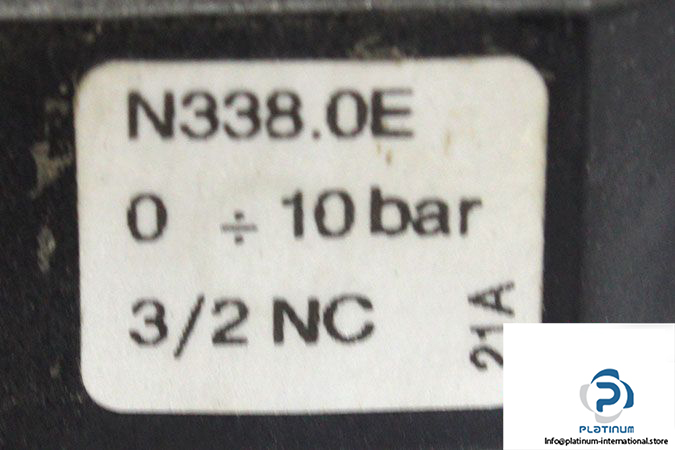 N338.0E
0 ÷ 10 bar
3/2 NC
21A
PLATINUM
Info@platinum-international.store